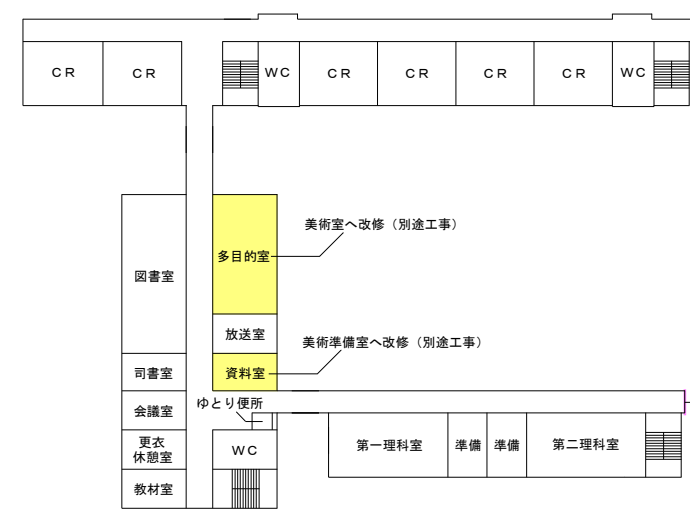 ＣＲ
ＣＲ
ＷＣ
ＣＲ
ＣＲ
ＣＲ
ＣＲ
ＷＣ
美術室へ改修（別途工事）
多目的室
図書室
放送室
美術準備室へ改修（別途工事）
司書室
資料室
ゆとり便所
会議室
更衣
休憩室
ＷＣ
第一理科室
準備
準備
第二理科室
教材室